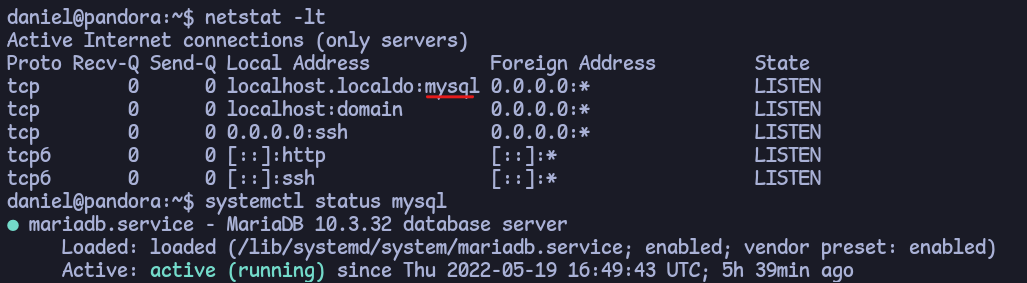 daniel@pandora:~$ netstat -lt
Active Internet connections (only servers)
Proto Recv-Q Send-Q Local Address           Foreign Address         State
tcp        0      0 localhost.localdo:mysql 0.0.0.0:*               LISTEN
tcp        0      0 localhost:domain        0.0.0.0:*               LISTEN
tcp        0      0 0.0.0.0:ssh             0.0.0.0:*               LISTEN
tcp6       0      0 [::]:http               [::]:*                  LISTEN
tcp6       0      0 [::]:ssh                [::]:*                  LISTEN
daniel@pandora:~$ systemctl status mysql
● mariadb.service - MariaDB 10.3.32 database server
     Loaded: loaded (/lib/systemd/system/mariadb.service; enabled; vendor preset: enabled)
     Active: active (running) since Thu 2022-05-19 16:49:43 UTC; 5h 39min ago